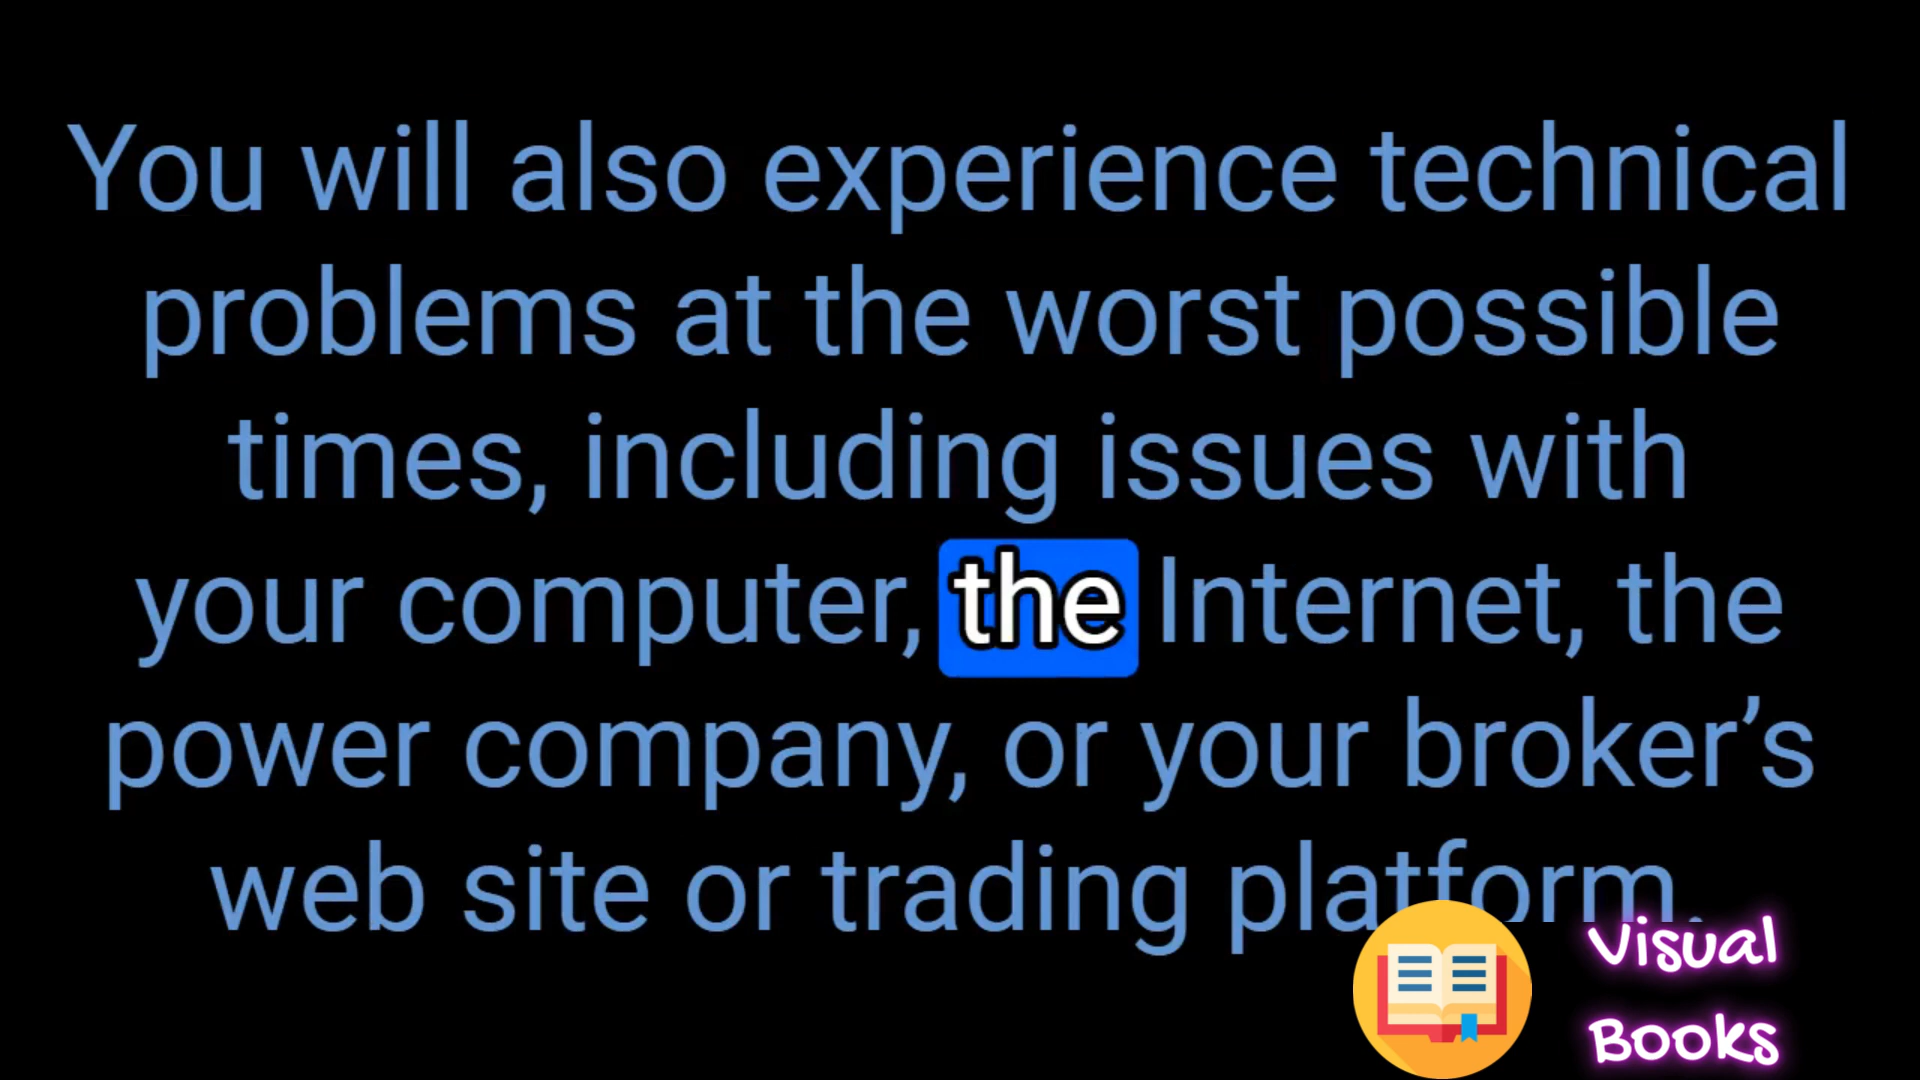 You will also experience technical
problems at the worst possible
times, including issues with
your computer, the Internet, the
power company, or your broker’s
web site or trading platform.
Visual
Books